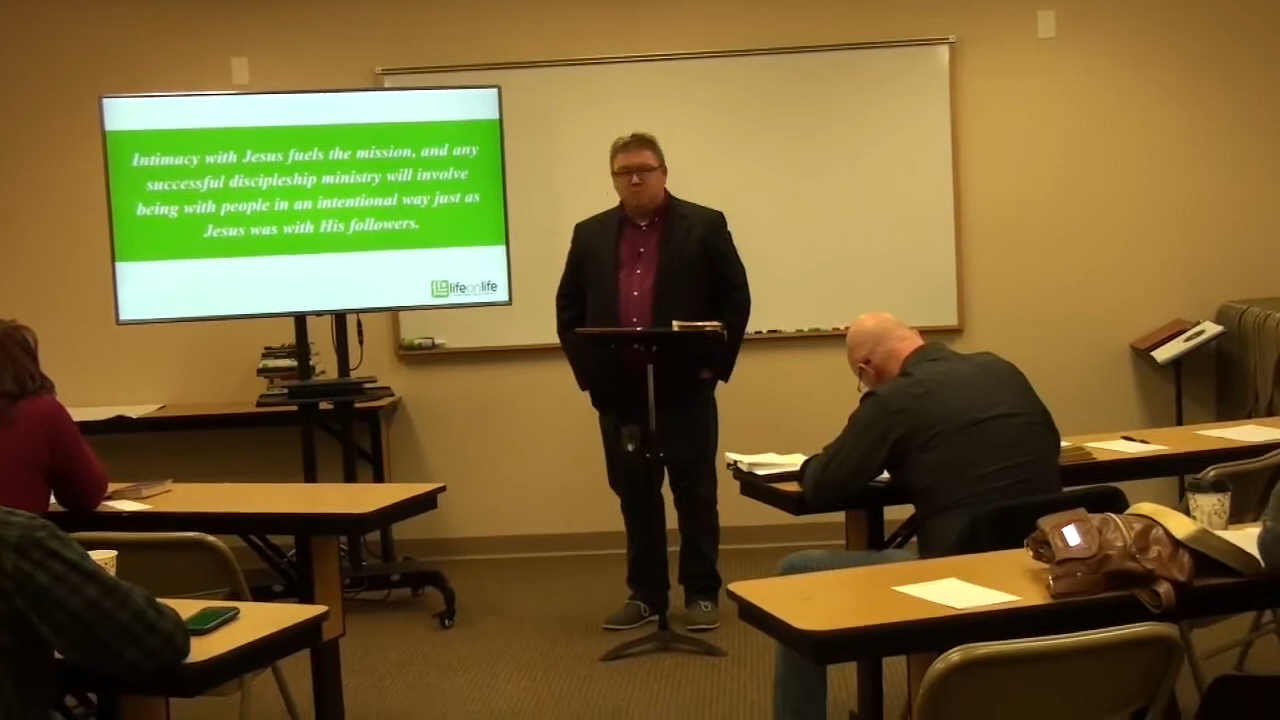 Intimacy with Jesus fuels the mission, and any
successful discipleship ministry will involve
being with people in an intentional way just as
Jesus was with His followers.
lifeonlife